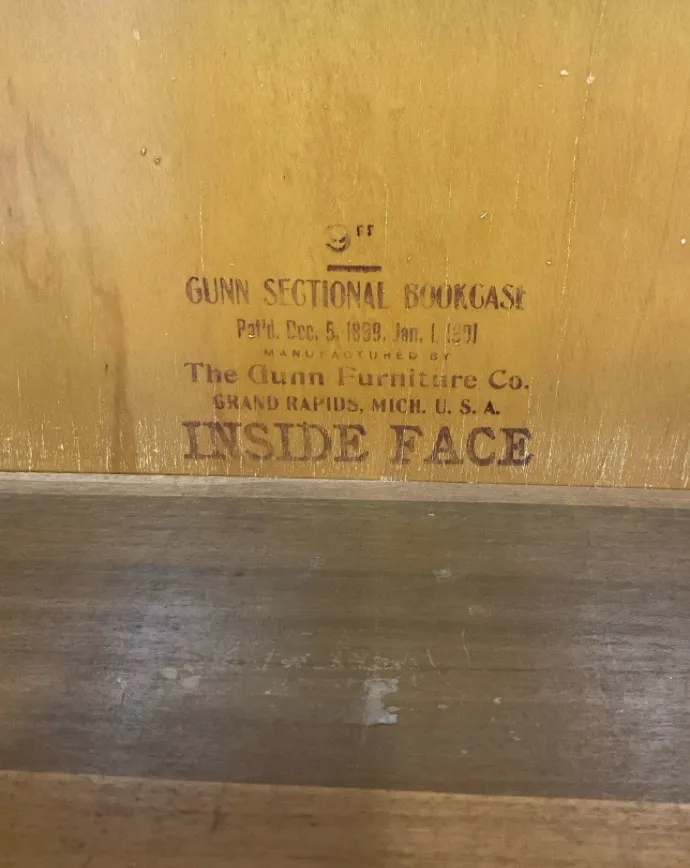 9"
GUNN SECTIONAL BOOKCASE
Pat'd. Dec. 5, 1899. Jan. 1, 1901
MANUFACTURED BY
The Gunn Furniture Co.
GRAND RAPIDS, MICH. U. S. A.
INSIDE FACE